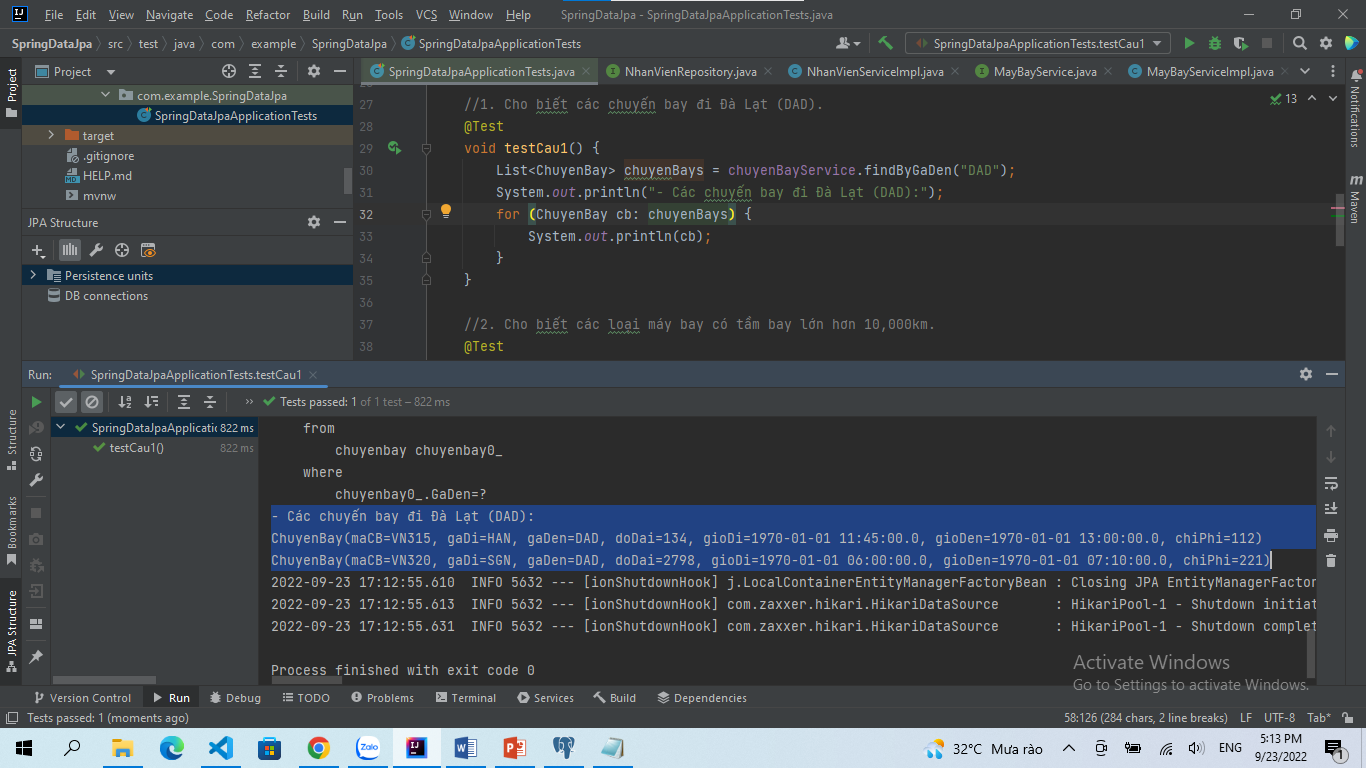 File Edit View Navigate Code Refactor Build Run Tools VCS Window Help SpringDataJpa - SpringDataJpaApplicationTests.java
SpringDataJpa src test java com example SpringDataJpa SpringDataJpaApplicationTests SpringDataJpaApplicationTests.testCau1
Project
Project
SpringDataJpaApplicationTests.java NhanVienRepository.java NhanVienServiceImpl.java MayBayService.java MayBayServiceImpl.java
Notifications
Maven
com.example.SpringDataJpa
SpringDataJpaApplicationTests
target
.gitignore
HELP.md
mvnw
JPA Structure
Persistence units
DB connections
13
27 //1. Cho biết các chuyến bay đi Đà Lạt (DAD).
28 @Test
29 void testCau1() {
30 List<ChuyenBay> chuyenBays = chuyenBayService.findByGaDen("DAD");
31 System.out.println("- Các chuyến bay đi Đà Lạt (DAD):");
32 for (ChuyenBay cb: chuyenBays) {
33 System.out.println(cb);
34 }
35 }
36
37 //2. Cho biết các loại máy bay có tầm bay lớn hơn 10,000km.
38 @Test
Run: SpringDataJpaApplicationTests.testCau1
Tests passed: 1 of 1 test – 822 ms
SpringDataJpaApplicatic 822 ms
testCau1() 822 ms
Structure
Bookmarks
JPA Structure
from
chuyenbay chuyenbay0_
where
chuyenbay0_.GaDen=?
- Các chuyến bay đi Đà Lạt (DAD):
ChuyenBay(maCB=VN315, gaDi=HAN, gaDen=DAD, doDai=134, gioDi=1970-01-01 11:45:00.0, gioDen=1970-01-01 13:00:00.0, chiPhi=112)
ChuyenBay(maCB=VN320, gaDi=SGN, gaDen=DAD, doDai=2798, gioDi=1970-01-01 06:00:00.0, gioDen=1970-01-01 07:10:00.0, chiPhi=221)
2022-09-23 17:12:55.610 INFO 5632 --- [ionShutdownHook] j.LocalContainerEntityManagerFactoryBean : Closing JPA EntityManagerFactor
2022-09-23 17:12:55.613 INFO 5632 --- [ionShutdownHook] com.zaxxer.hikari.HikariDataSource : HikariPool-1 - Shutdown initiat
2022-09-23 17:12:55.631 INFO 5632 --- [ionShutdownHook] com.zaxxer.hikari.HikariDataSource : HikariPool-1 - Shutdown complet
Process finished with exit code 0
Activate Windows
Go to Settings to activate Windows.
Version Control Run Debug TODO Problems Terminal Services Build Dependencies
Tests passed: 1 (moments ago) 58:126 (284 chars, 2 line breaks) LF UTF-8 Tab*
Zalo
32°C Mưa rào ENG 5:13 PM
9/23/2022
1